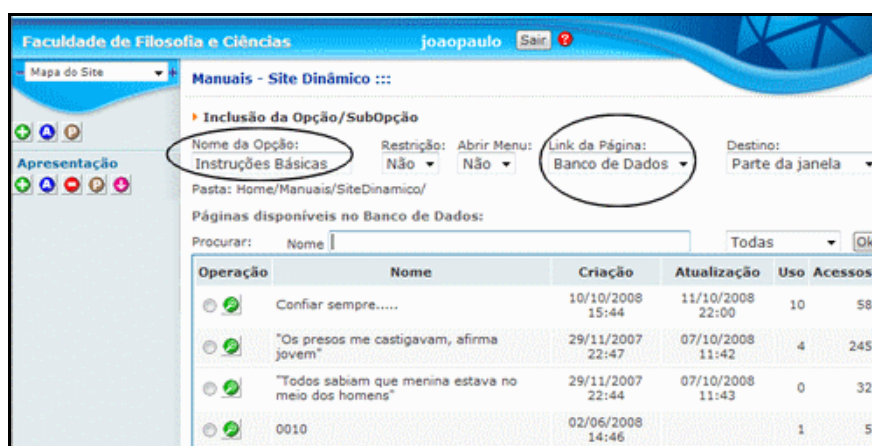 Faculdade de Filosofia e Ciências joaopaulo Sair ?
- Mapa do Site +
Manuais - Site Dinâmico :::
Inclusão da Opção/SubOpção
A P
Nome da Opção: Restrição: Abrir Menu: Link da Página: Destino:
Apresentação
Instruções Básicas Não Não Banco de Dados Parte da janela
A P
Pasta: Home/Manuais/SiteDinamico/
Páginas disponíveis no Banco de Dados:
Procurar: Nome Todas Ok
Operação Nome Criação Atualização Uso Acessos
Confiar sempre..... 10/10/2008 11/10/2008 10 58
15:44 22:00
"Os presos me castigavam, afirma 29/11/2007 07/10/2008 4 245
jovem" 22:47 11:42
"Todos sabiam que menina estava no 29/11/2007 07/10/2008 0 32
meio dos homens" 22:44 11:43
0010 02/06/2008 1 5
14:46